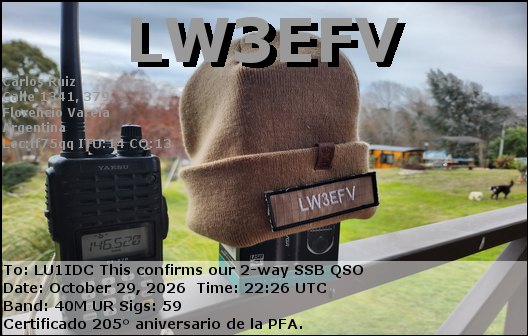 LW3EFV
Carlos Ruiz
Calle 1341, 379
Florencio Varela
Argentina
Loc:lf75qq ITU:14 CQ:13
YAESU
146.520
LW3EFV
To: LU1IDC This confirms our 2-way SSB QSO
Date: October 29, 2026 Time: 22:26 UTC
Band: 40M UR Sigs: 59
Certificado 205º aniversario de la PFA.